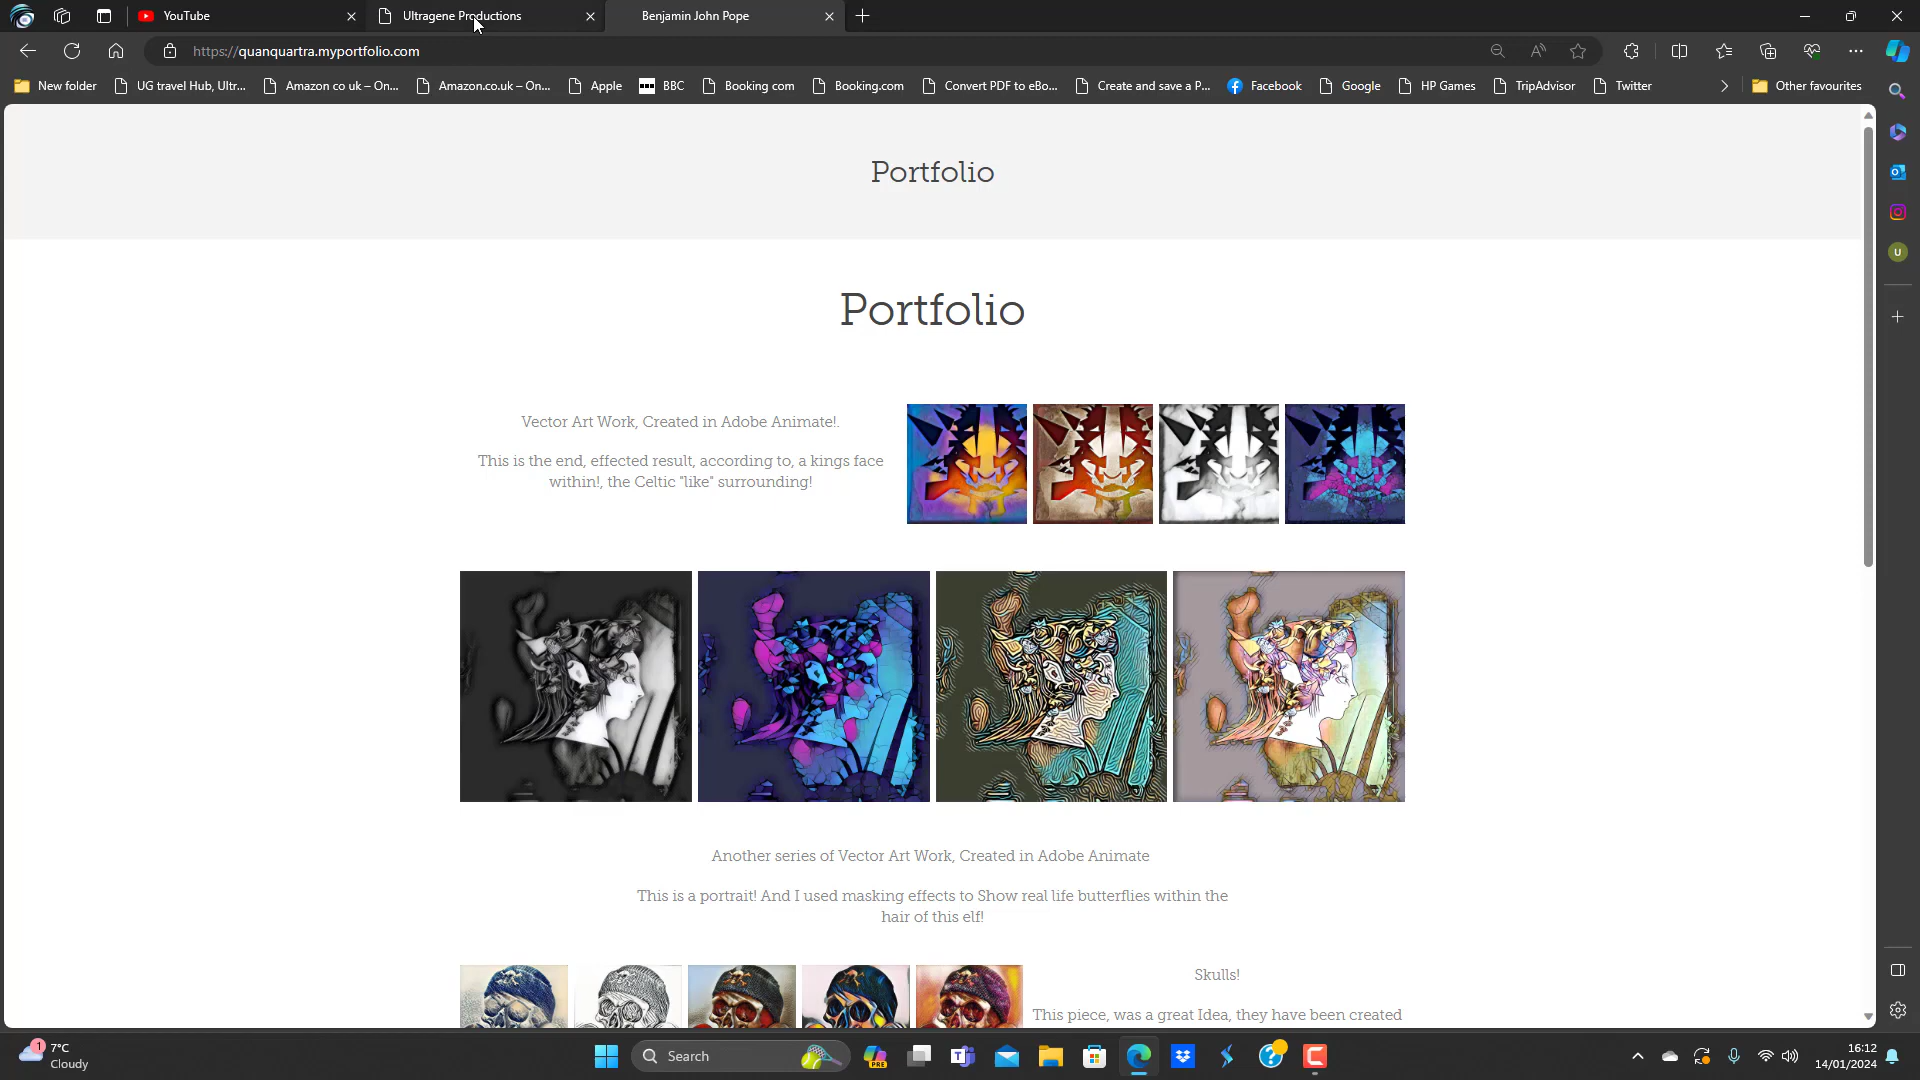 YouTube
Ultragene Productions
Benjamin John Pope
https://quanquartra.myportfolio.com
New folder
UG travel Hub, Ultr...
Amazon co uk – On...
Amazon.co.uk – On...
Apple
BBC
Booking com
Booking.com
Convert PDF to eBo...
Create and save a P...
Facebook
Google
HP Games
TripAdvisor
Twitter
Other favourites
Portfolio
Portfolio
Vector Art Work, Created in Adobe Animate!.
This is the end, effected result, according to, a kings face
within!, the Celtic "like" surrounding!
Another series of Vector Art Work, Created in Adobe Animate
This is a portrait! And I used masking effects to Show real life butterflies within the
hair of this elf!
Skulls!
This piece, was a great Idea, they have been created
U
1
7°C
Cloudy
Search
PRE
16:12
14/01/2024